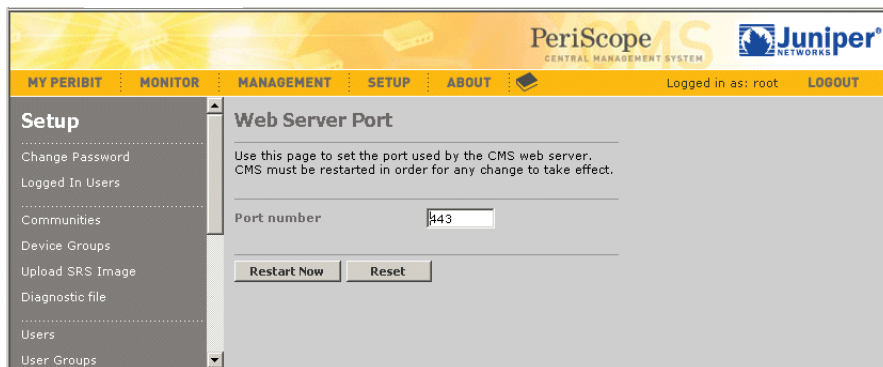 PeriScope
CENTRAL MANAGEMENT SYSTEM
CMS
Juniper®
NETWORKS
MY PERIBIT
MONITOR
MANAGEMENT
SETUP
ABOUT
Logged in as: root
LOGOUT
Setup
Change Password
Logged In Users
Communities
Device Groups
Upload SRS Image
Diagnostic file
Users
User Groups
Web Server Port
Use this page to set the port used by the CMS web server.
CMS must be restarted in order for any change to take effect.
Port number
443
Restart Now
Reset